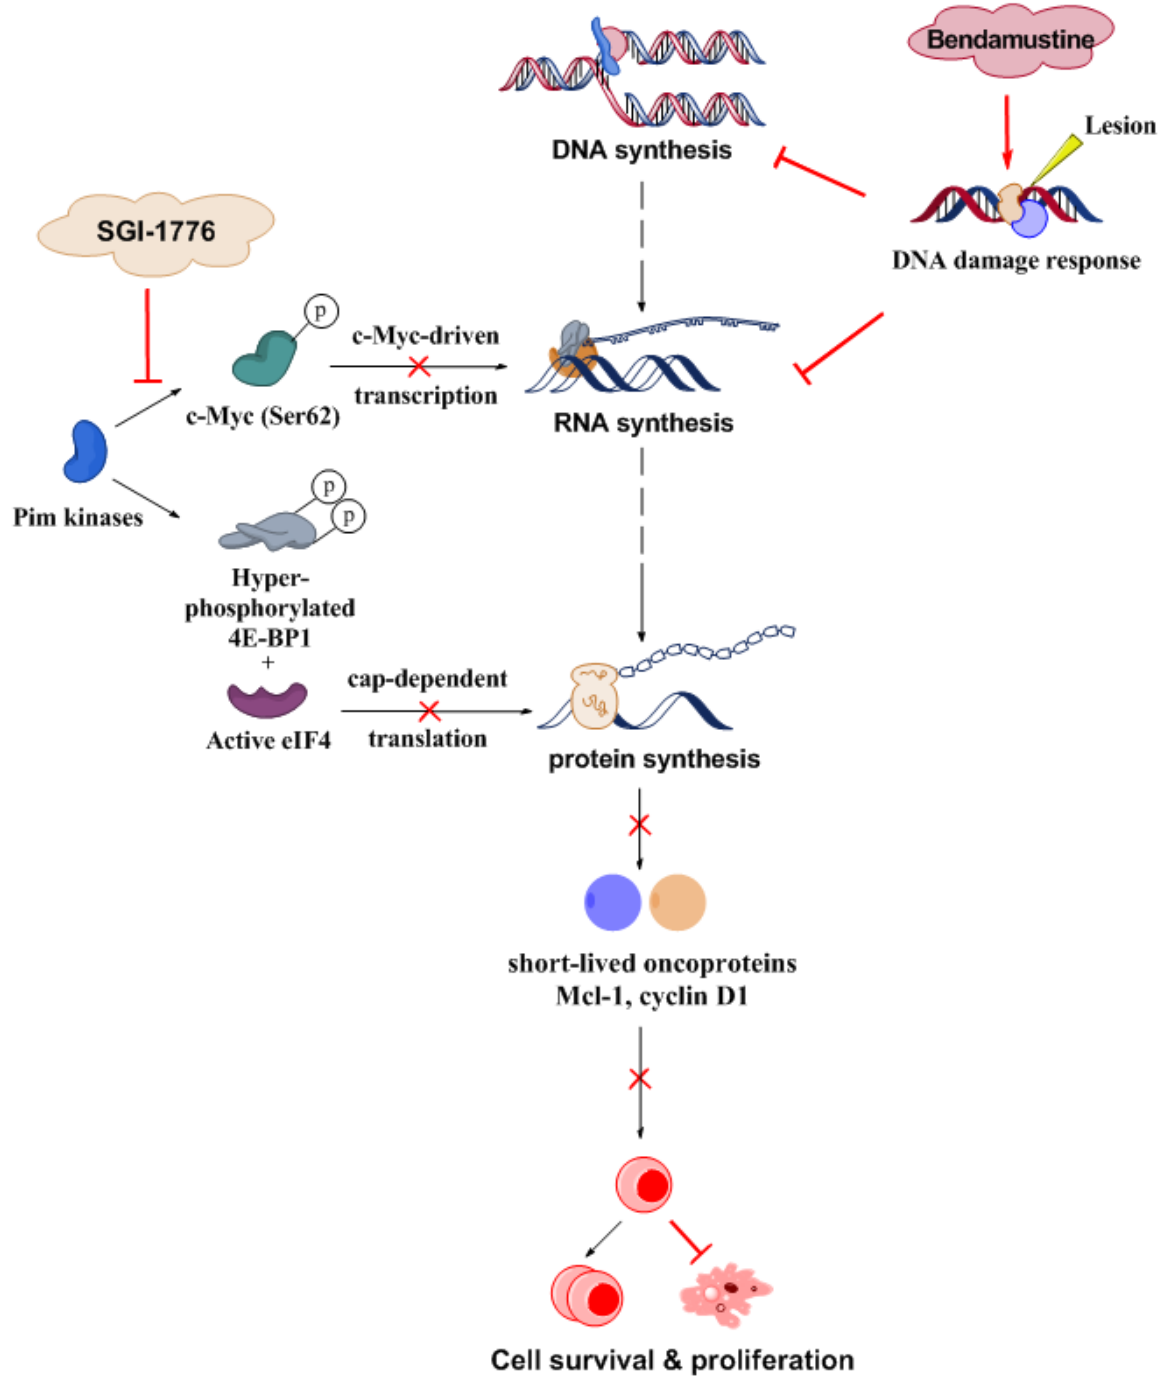 Bendamustine
Lesion
DNA synthesis
DNA damage response
SGI-1776
p
c-Myc-driven
transcription
c-Myc (Ser62)
RNA synthesis
Pim kinases
p
p
Hyper-
phosphorylated
4E-BP1
+
Active eIF4
cap-dependent
translation
protein synthesis
short-lived oncoproteins
Mcl-1, cyclin D1
Cell survival & proliferation